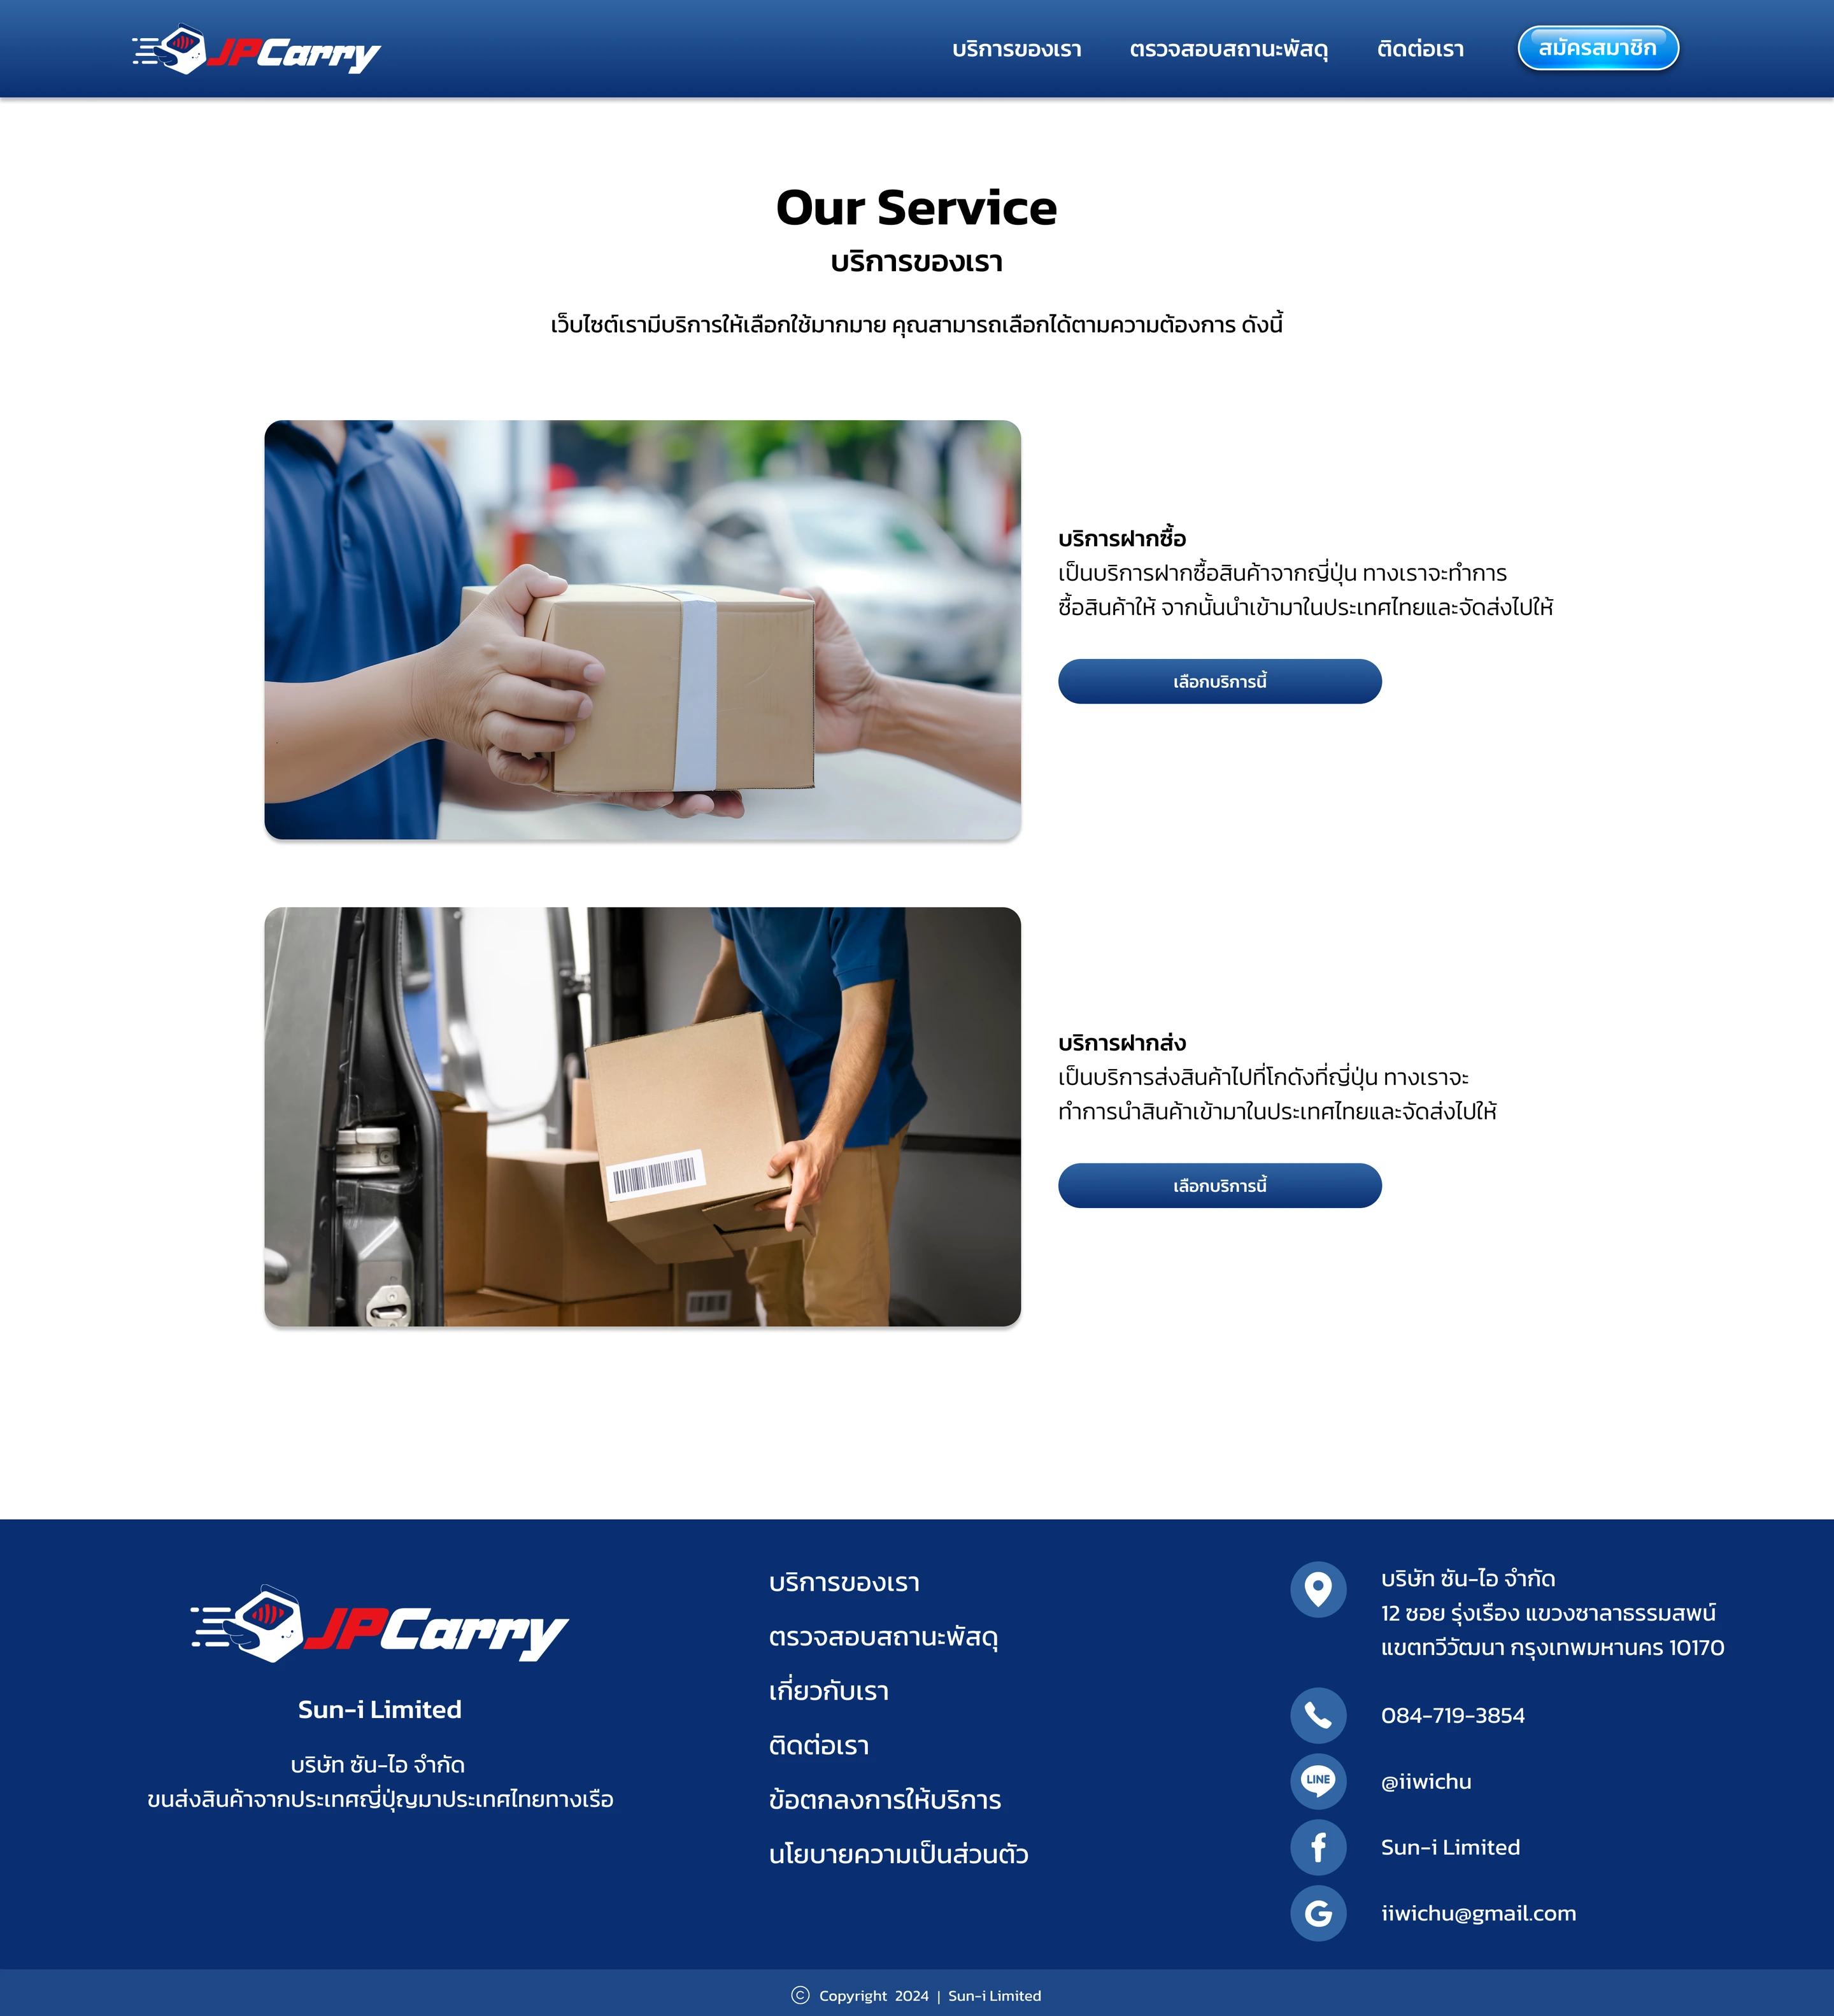 JPCarry
บริการของเรา
ตรวจสอบสถานะพัสดุ
ติดต่อเรา
สมัครสมาชิก
Our Service
บริการของเรา
เว็บไซต์เรามีบริการให้เลือกใช้มากมาย คุณสามารถเลือกได้ตามความต้องการ ดังนี้
บริการฝากซื้อ
เป็นบริการฝากซื้อสินค้าจากญี่ปุ่น ทางเราจะทำการ
ซื้อสินค้าให้ จากนั้นนำเข้ามาในประเทศไทยและจัดส่งไปให้
เลือกบริการนี้
บริการฝากส่ง
เป็นบริการส่งสินค้าไปที่โกดังที่ญี่ปุ่น ทางเราจะ
ทำการนำสินค้าเข้ามาในประเทศไทยและจัดส่งไปให้
เลือกบริการนี้
JPCarry
Sun-i Limited
บริษัท ซัน-ไอ จำกัด
ขนส่งสินค้าจากประเทศญี่ปุ่ญมาประเทศไทยทางเรือ
บริการของเรา
ตรวจสอบสถานะพัสดุ
เกี่ยวกับเรา
ติดต่อเรา
ข้อตกลงการให้บริการ
นโยบายความเป็นส่วนตัว
บริษัท ซัน-ไอ จำกัด
12 ซอย รุ่งเรือง แขวงซาลาธรรมสพน์
แขตทวีวัฒนา กรุงเทพมหานคร 10170
084-719-3854
LINE
@iiwichu
Sun-i Limited
iiwichu@gmail.com
© Copyright 2024 | Sun-i Limited